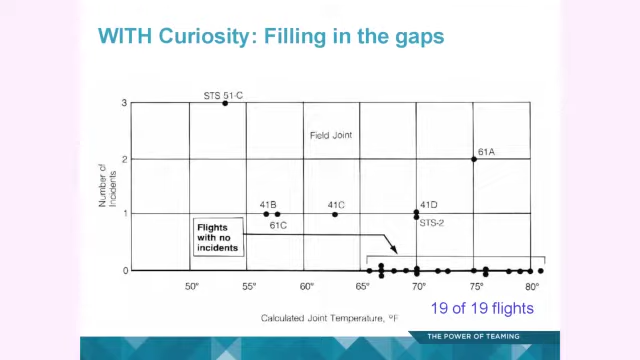 WITH Curiosity: Filling in the gaps
STS 51-C
3
Field Joint
61A
2
Number of
Incidents
41B
41C
41D
1
61C
STS-2
Flights
with no
incidents
0
50° 55° 60° 65° 70° 75° 80°
19 of 19 flights
Calculated Joint Temperature, °F
THE POWER OF TEAMING